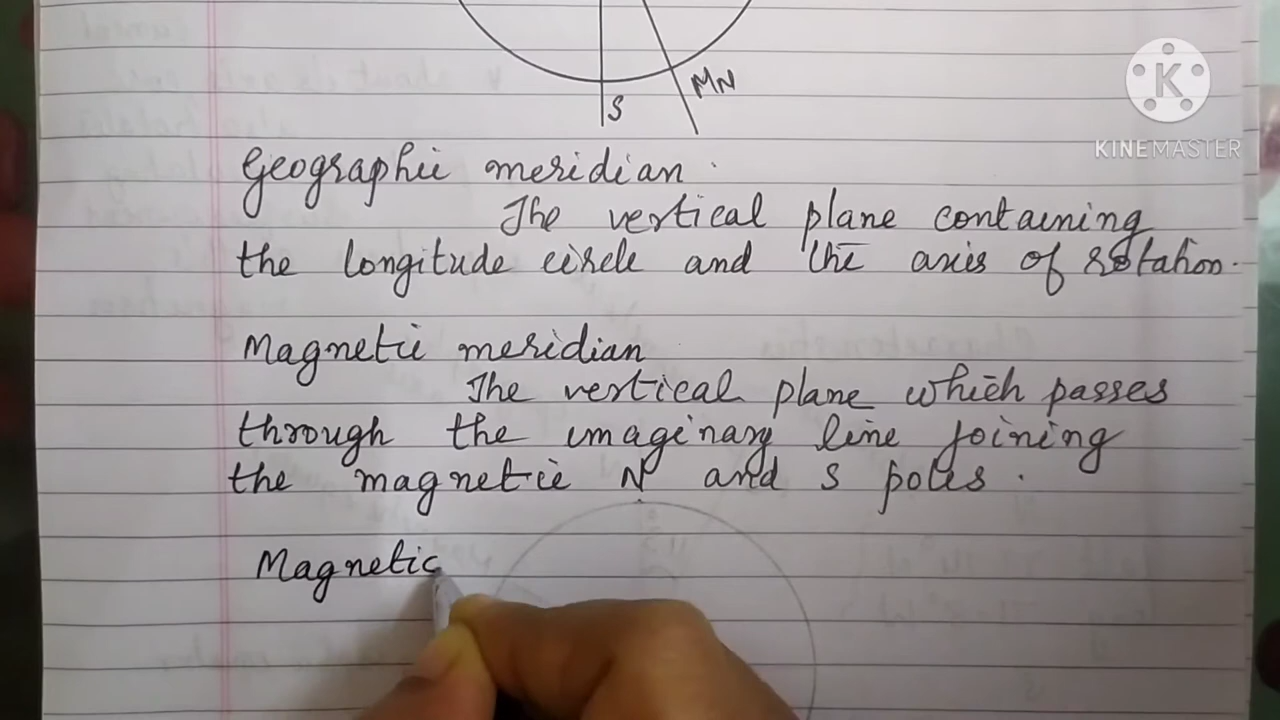 S
MN
K
KINEMASTER
Geographic meridian.
The vertical plane containing
the longitude circle and the axis of rotation.
Magnetic meridian
The vertical plane which passes
through the imaginary line joining
the magnetic N and S poles.
Magnetic